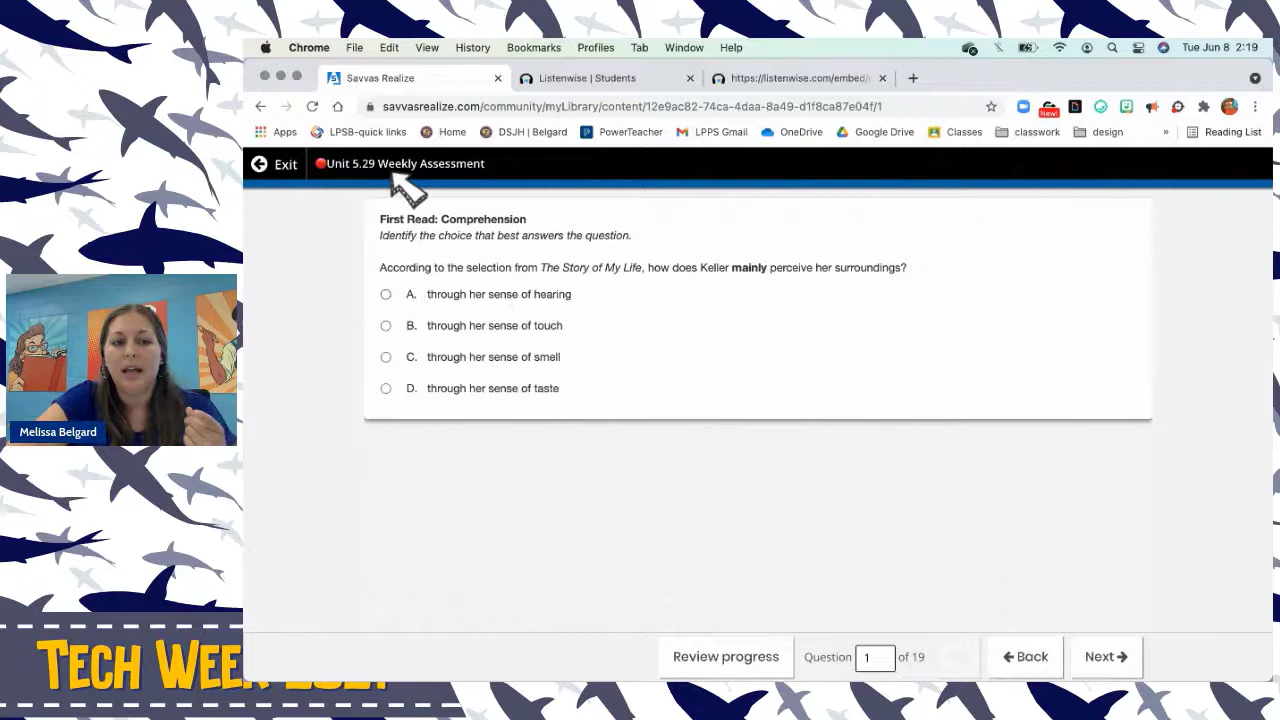 Chrome File Edit View History Bookmarks Profiles Tab Window Help Tue Jun 8 2:19
Savvas Realize Listenwise | Students https://listenwise.com/embed/
savvasrealize.com/community/myLibrary/content/12e9ac82-74ca-4daa-8a49-d1f8ca87e04f/1
New!
Apps LPSB-quick links Home DSJH | Belgard PowerTeacher LPPS Gmail OneDrive Google Drive Classes classwork design » Reading List
Exit Unit 5.29 Weekly Assessment
First Read: Comprehension
Identify the choice that best answers the question.
According to the selection from The Story of My Life, how does Keller mainly perceive her surroundings?
A. through her sense of hearing
B. through her sense of touch
C. through her sense of smell
D. through her sense of taste
Melissa Belgard
Review progress Question 1 of 19 Back Next
TECH WEEK